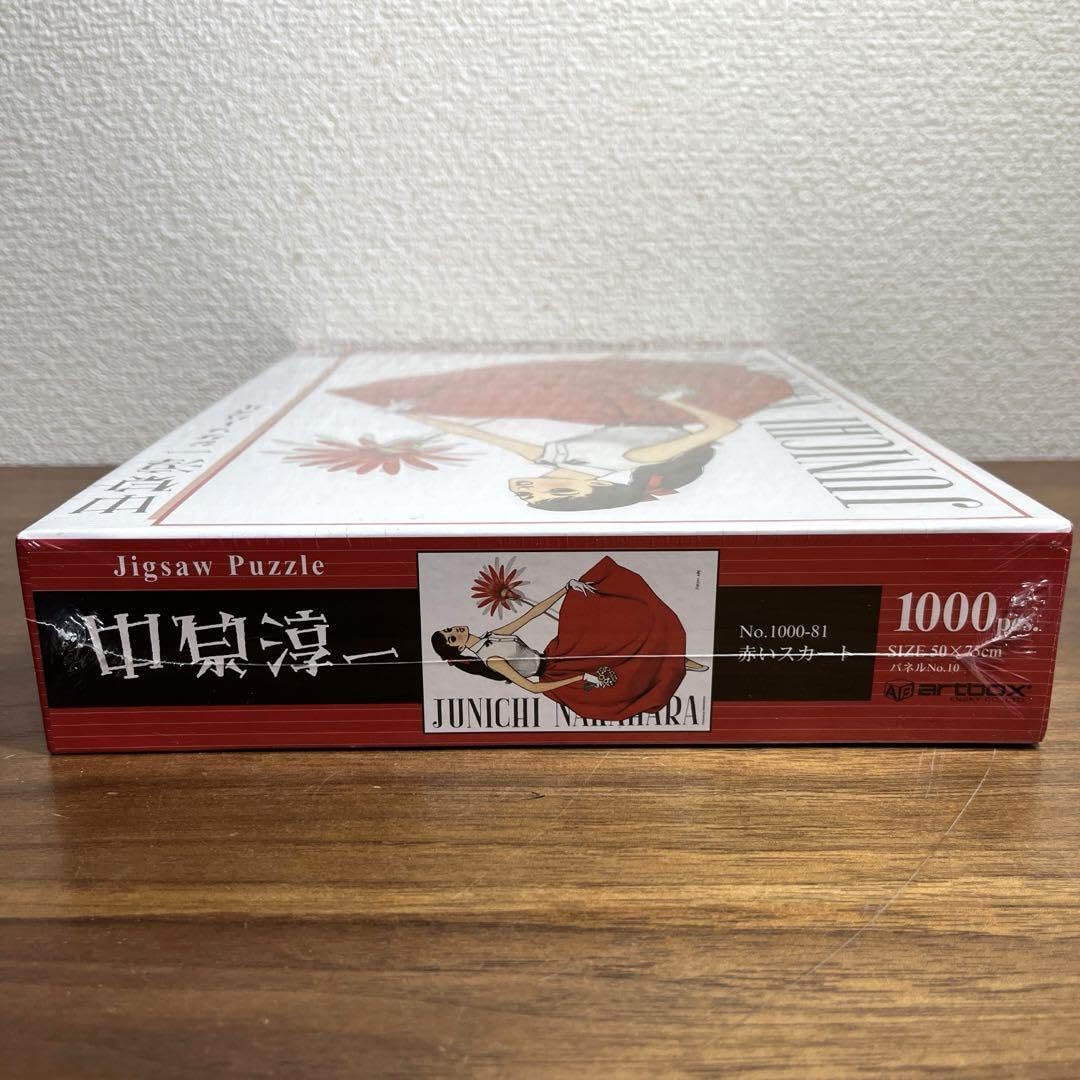 JUNICHI
Jigsaw Puzzle
中原淳一
JUNICHI NAKAHARA
No.1000-81
赤いスカート
1000pcs.
SIZE 50×75cm
パネルNo.10
artbox